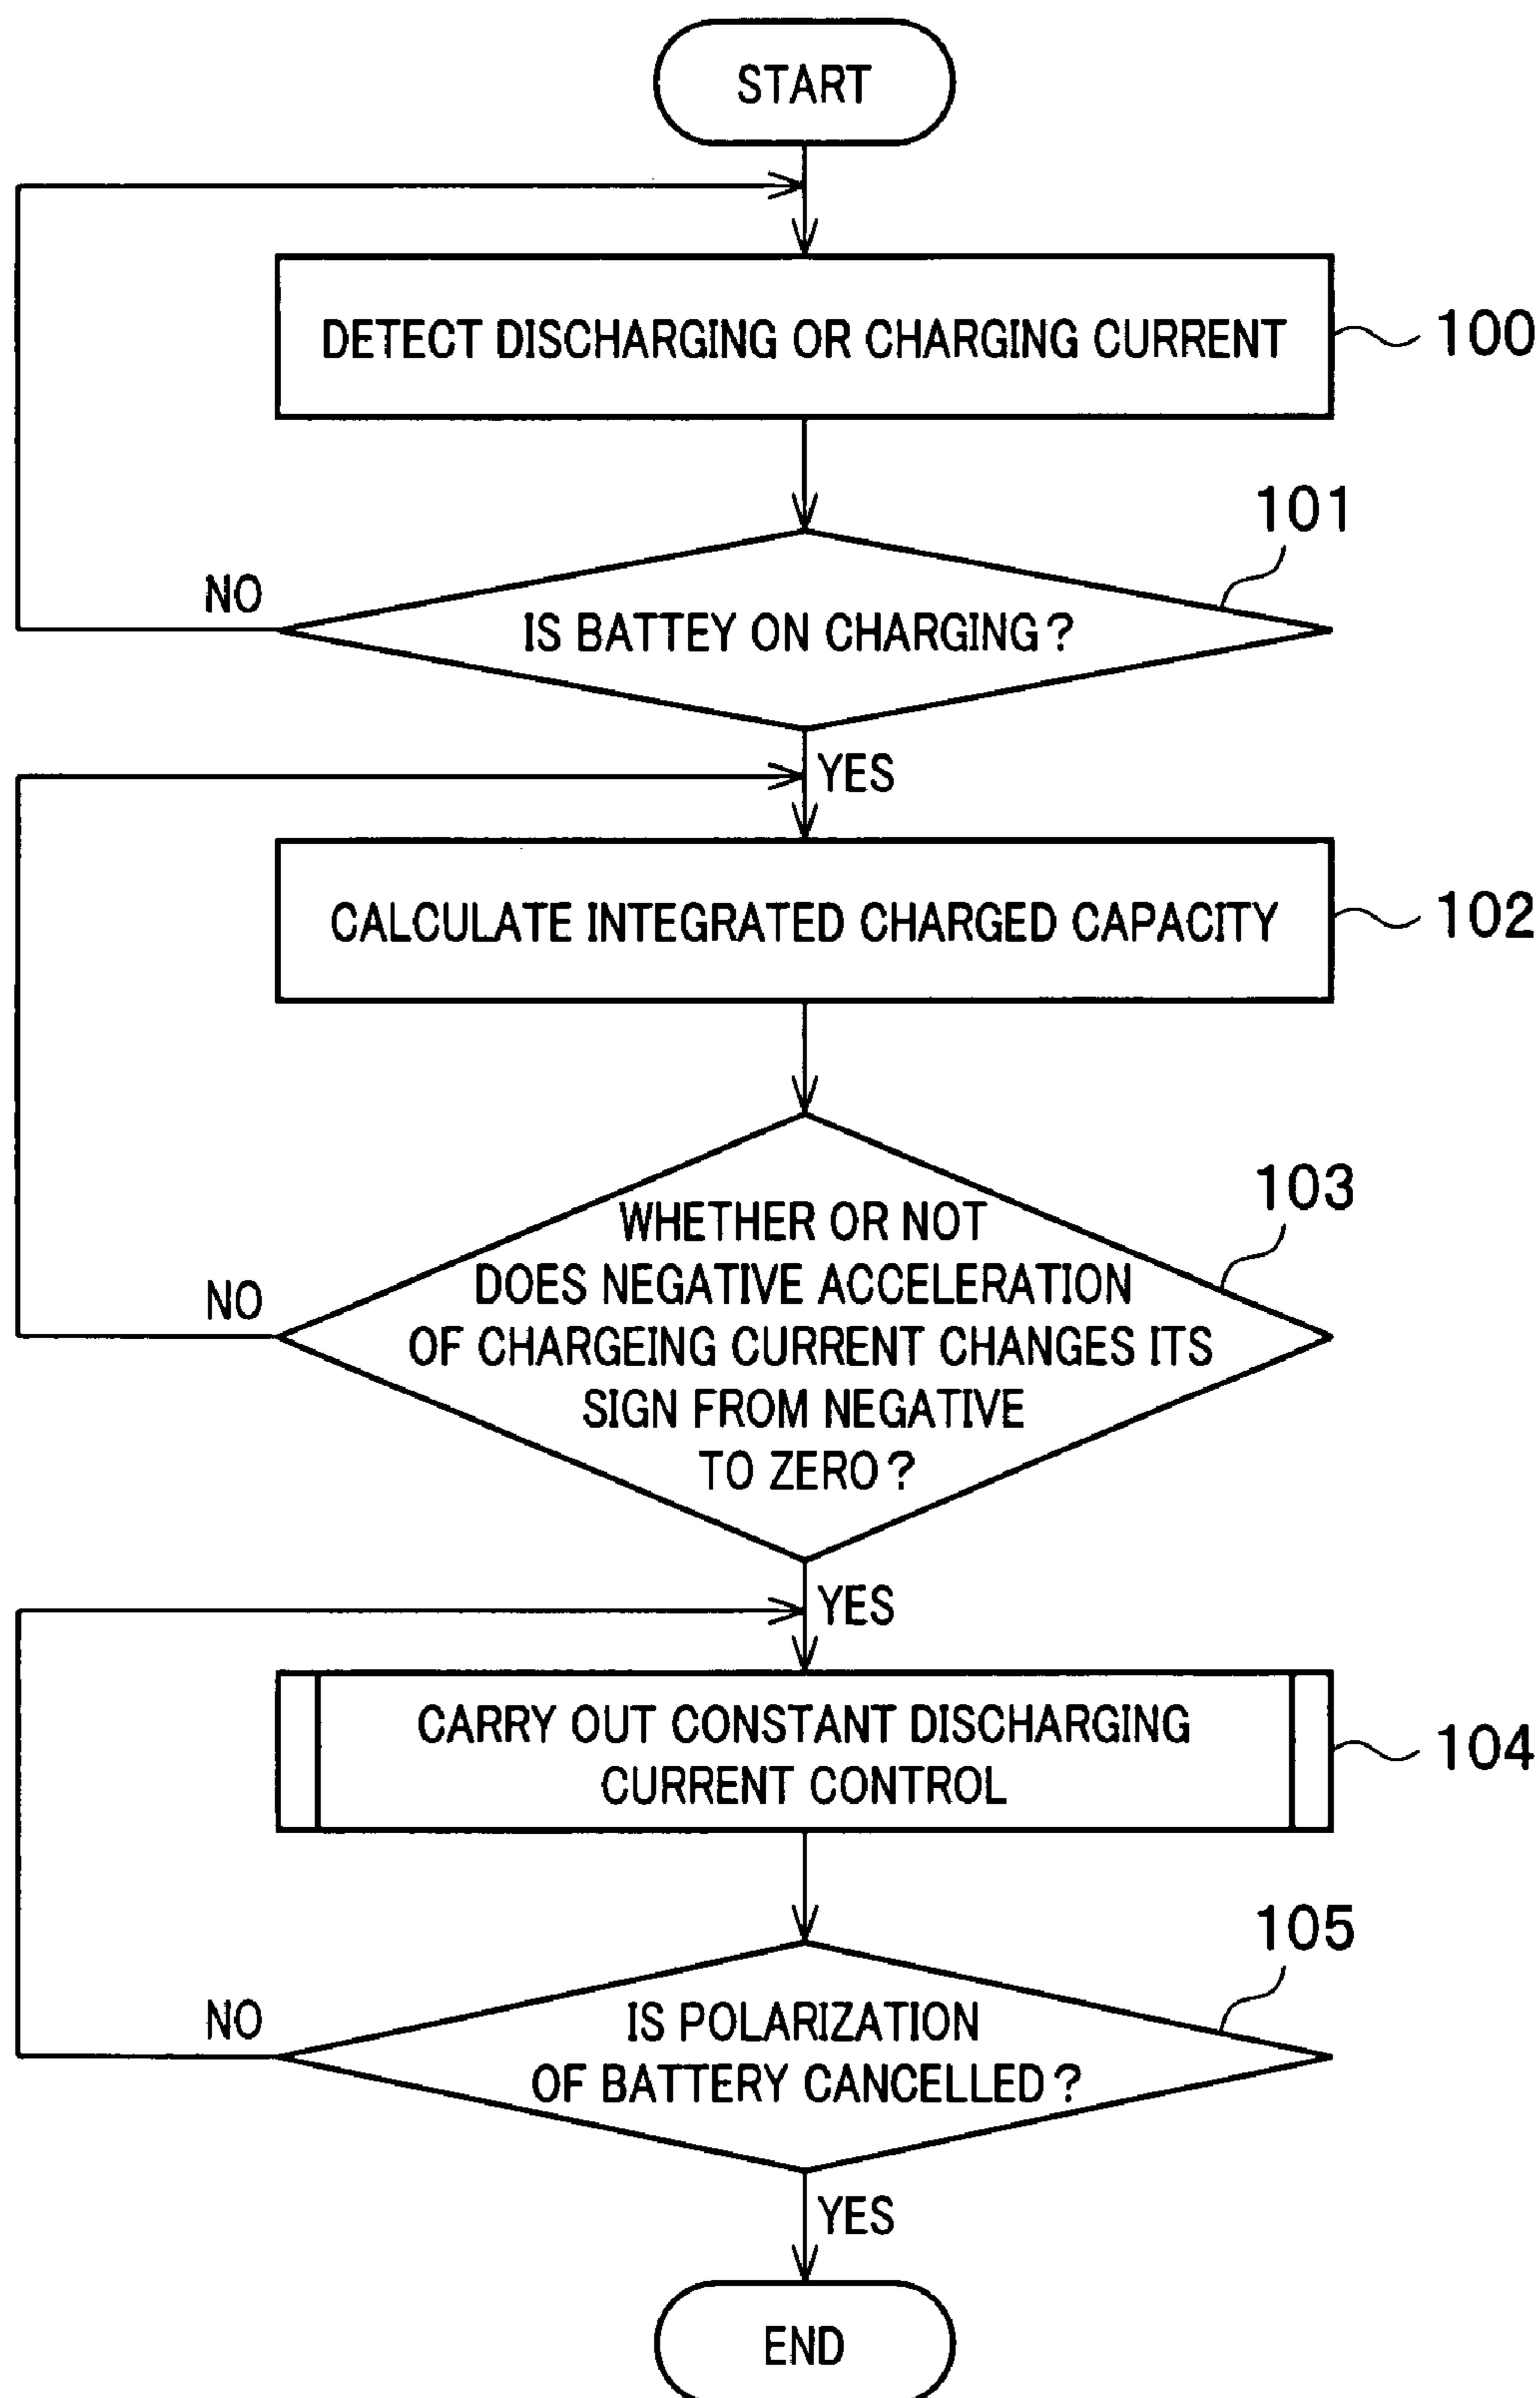 START
DETECT DISCHARGING OR CHARGING CURRENT
100
101
NO
IS BATTEY ON CHARGING?
YES
CALCULATE INTEGRATED CHARGED CAPACITY
102
103
WHETHER OR NOT
DOES NEGATIVE ACCELERATION
NO
OF CHARGEING CURRENT CHANGES ITS
SIGN FROM NEGATIVE
TO ZERO?
YES
CARRY OUT CONSTANT DISCHARGING
CURRENT CONTROL
104
105
NO
IS POLARIZATION
OF BATTERY CANCELLED?
YES
END